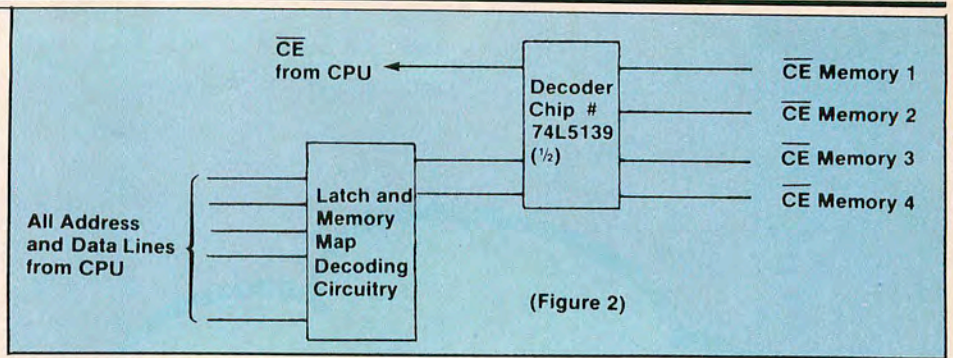 CE
from CPU
Decoder
Chip #
74L5139
(½)
CE Memory 1
CE Memory 2
CE Memory 3
CE Memory 4
All Address
and Data Lines
from CPU
Latch and
Memory
Map
Decoding
Circuitry
(Figure 2)